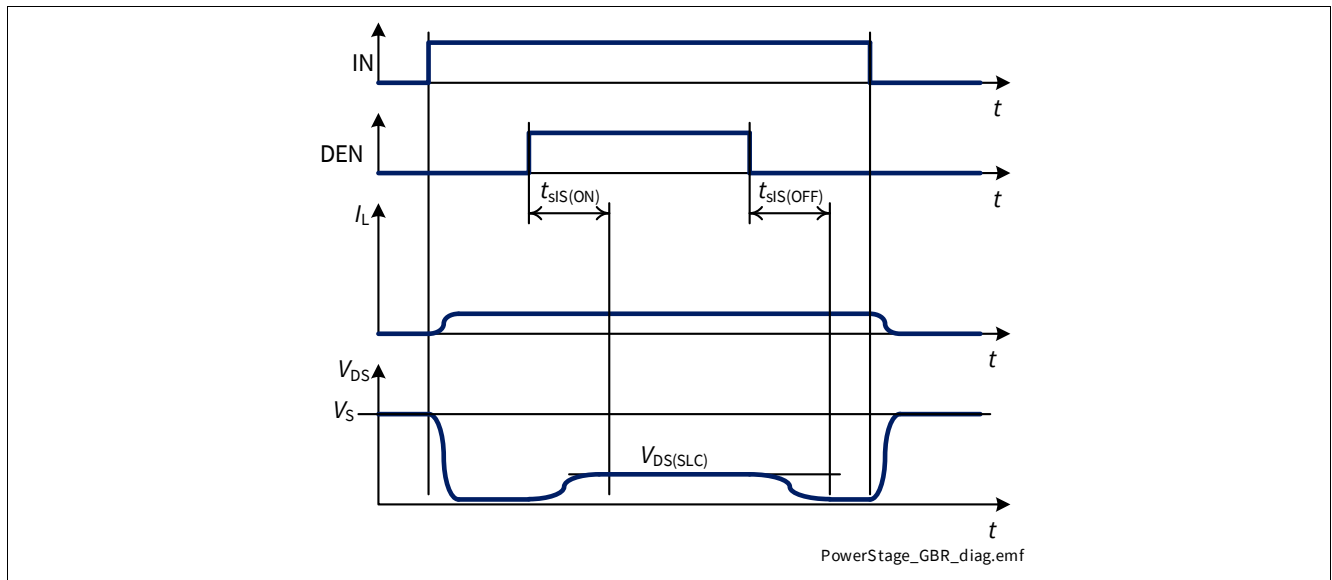 IN
t
DEN
t
tsIS(ON)
tsIS(OFF)
IL
t
VDS
VS
VDS(SLC)
t
PowerStage_GBR_diag.emf